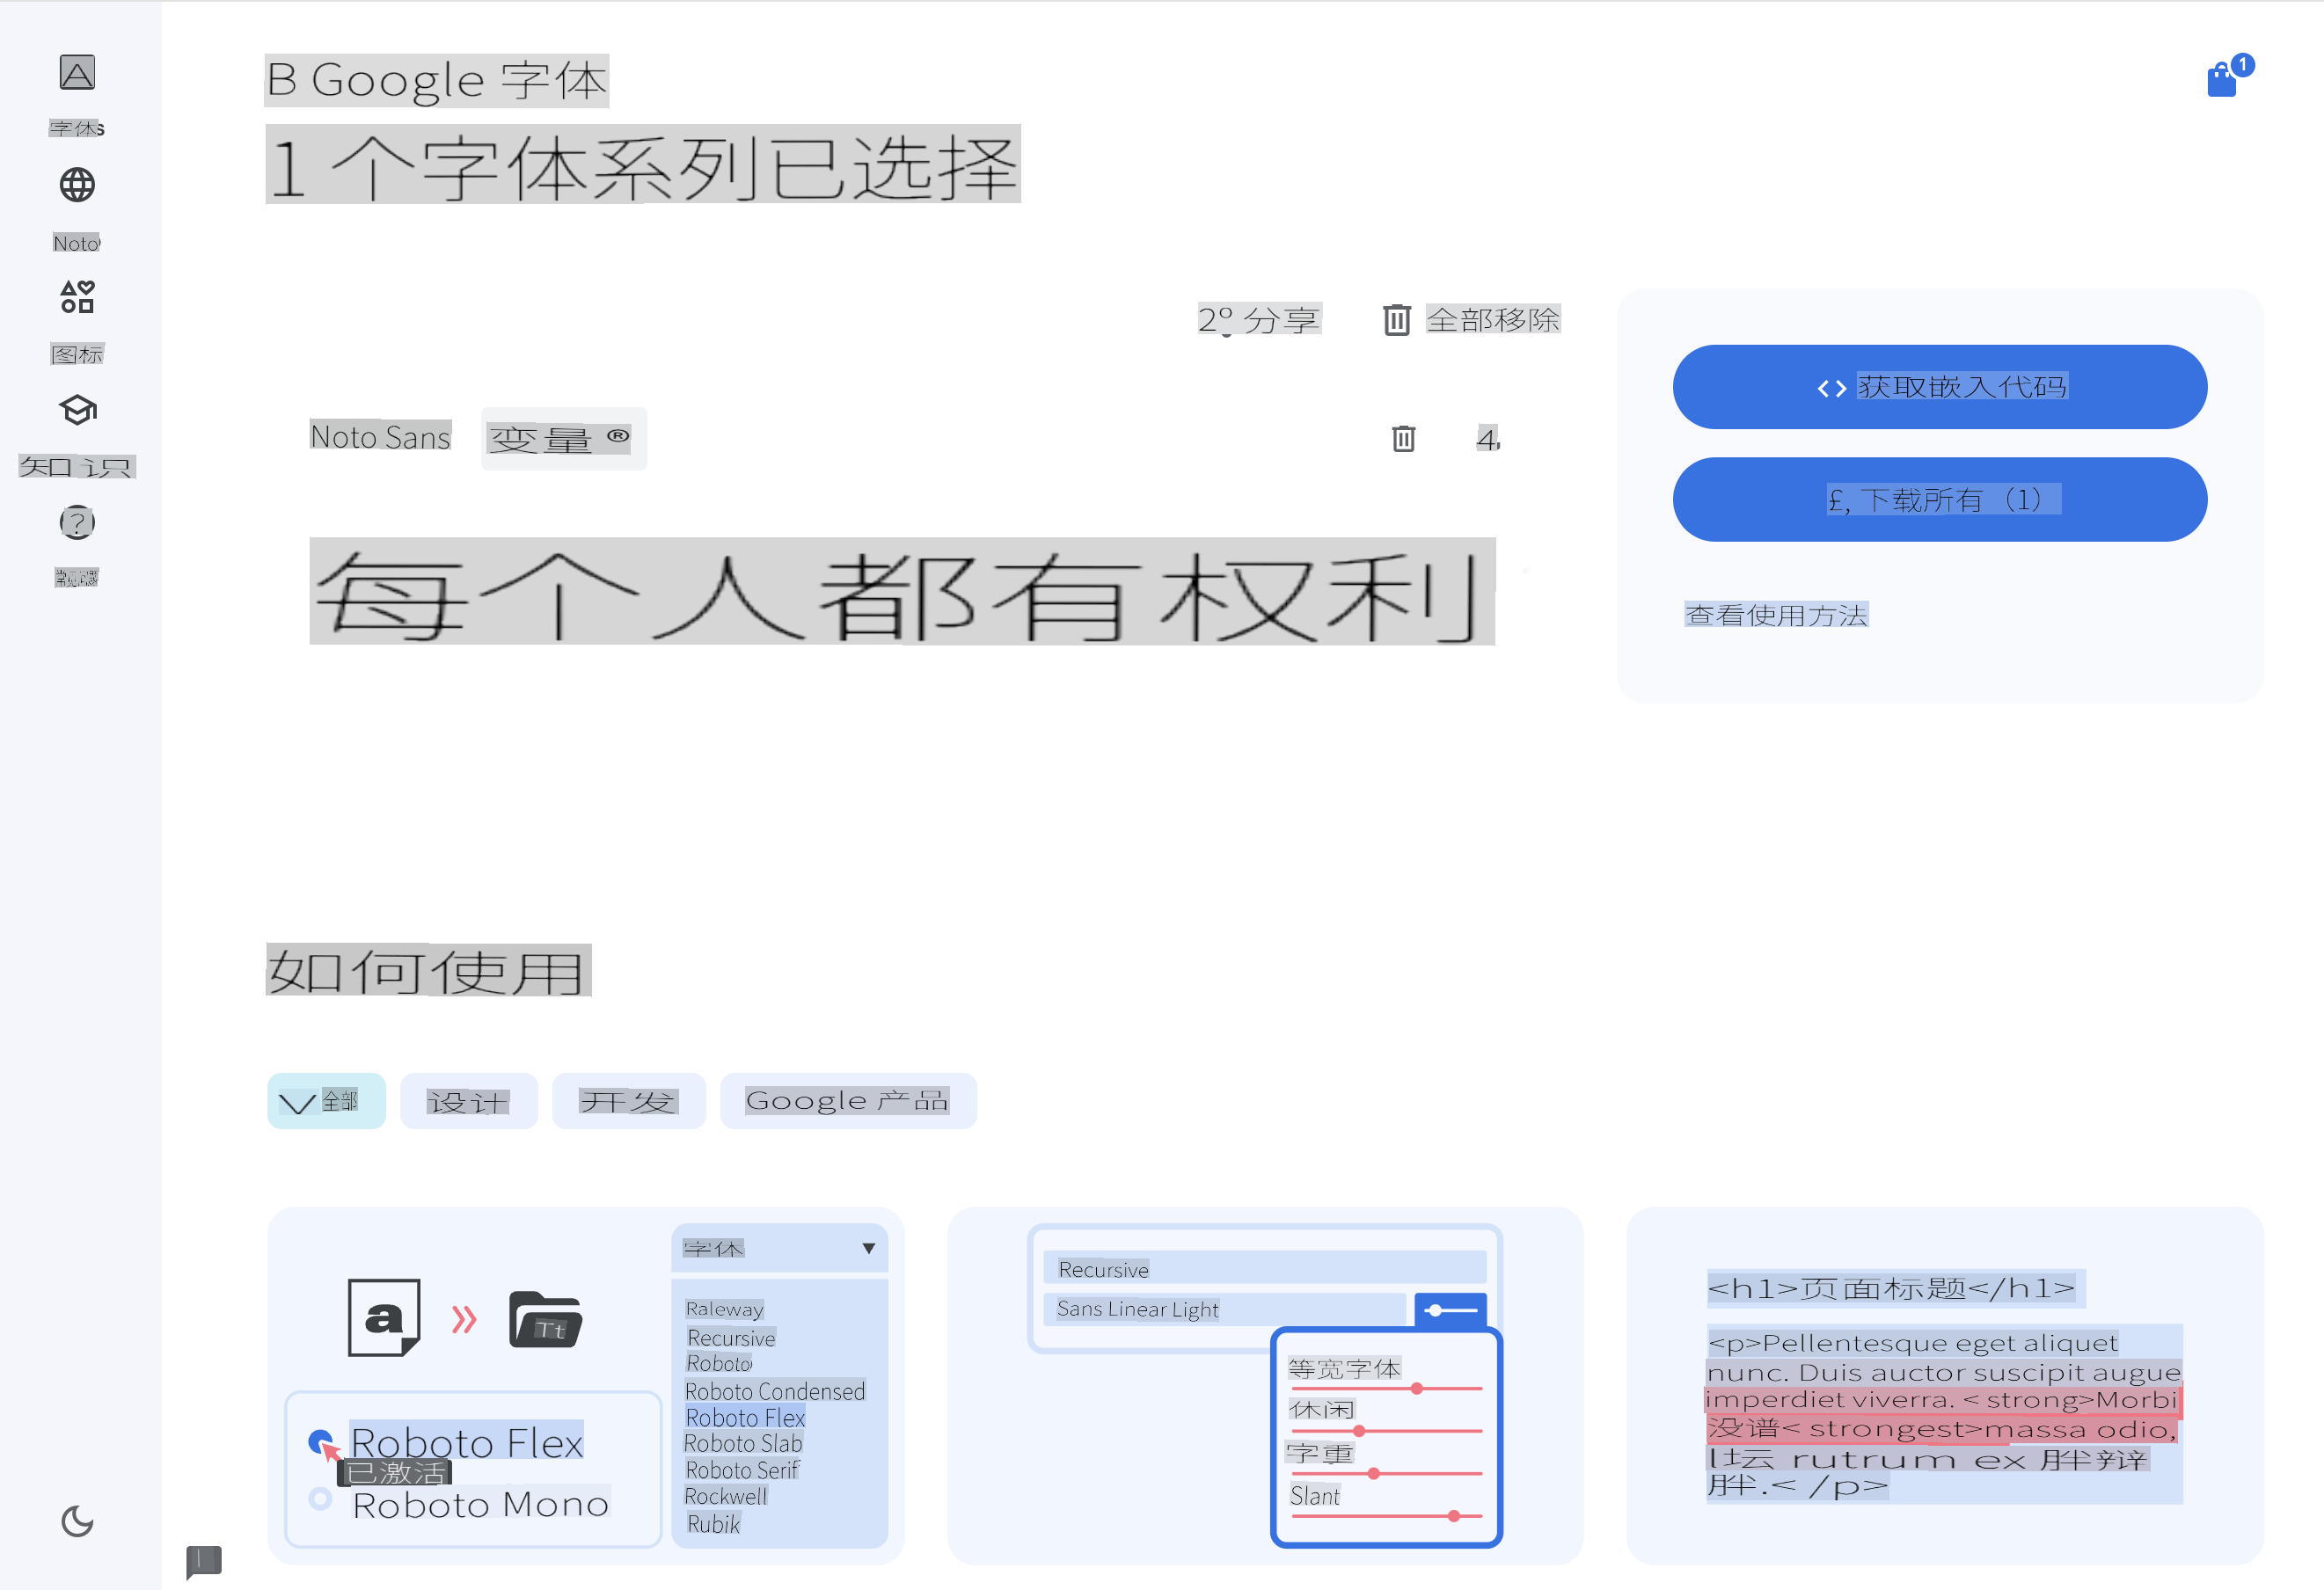 字体s
Noto
图标
知识
?
常见问题
B Google 字体
1 个字体系列已选择
1
2º 分享
全部移除
Noto Sans
变量 ®
4,
每个人都有权利
<> 获取嵌入代码
£, 下载所有（1）
查看使用方法
如何使用
全部
设计
开发
Google 产品
a
Tt
Roboto Flex
已激活
Roboto Mono
字体
Raleway
Recursive
Roboto
Roboto Condensed
Roboto Flex
Roboto Slab
Roboto Serif
Rockwell
Rubik
Recursive
Sans Linear Light
等宽字体
休闲
字重
Slant
<h1>页面标题</h1>
<p>Pellentesque eget aliquet
nunc. Duis auctor suscipit augue
imperdiet viverra. < strong>Morbi
没谱< strongest>massa odio,
l坛 rutrum ex 胖辩
胖.< /p>